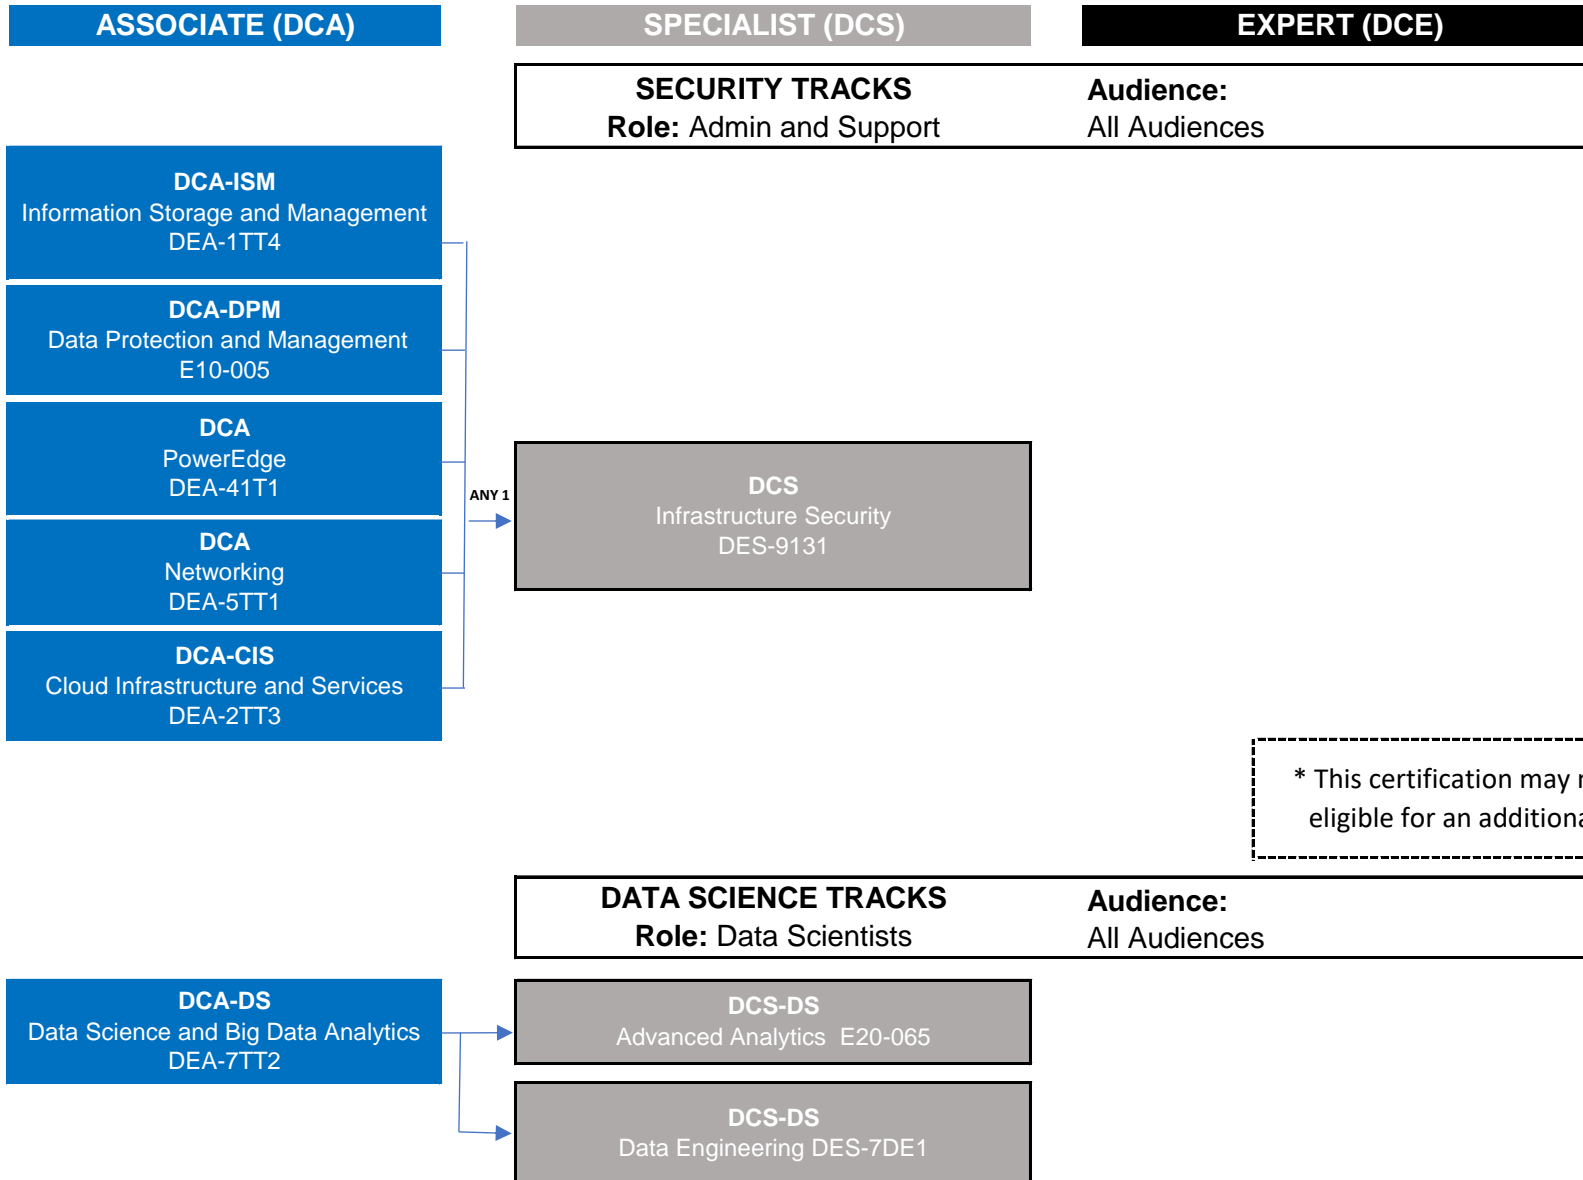 ASSOCIATE (DCA)
SPECIALIST (DCS)
EXPERT (DCE)
SECURITY TRACKS
Role: Admin and Support
Audience:
All Audiences
DCA-ISM
Information Storage and Management
DEA-1TT4
DCA-DPM
Data Protection and Management
E10-005
DCA
PowerEdge
DEA-41T1
DCA
Networking
DEA-5TT1
DCA-CIS
Cloud Infrastructure and Services
DEA-2TT3
ANY 1
DCS
Infrastructure Security
DES-9131
* This certification may
eligible for an
DATA SCIENCE TRACKS
Role: Data Scientists
Audience:
All Audiences
DCA-DS
Data Science and Big Data Analytics
DEA-7TT2
DCS-DS
Advanced Analytics E20-065
DCS-DS
Data Engineering DES-7DE1